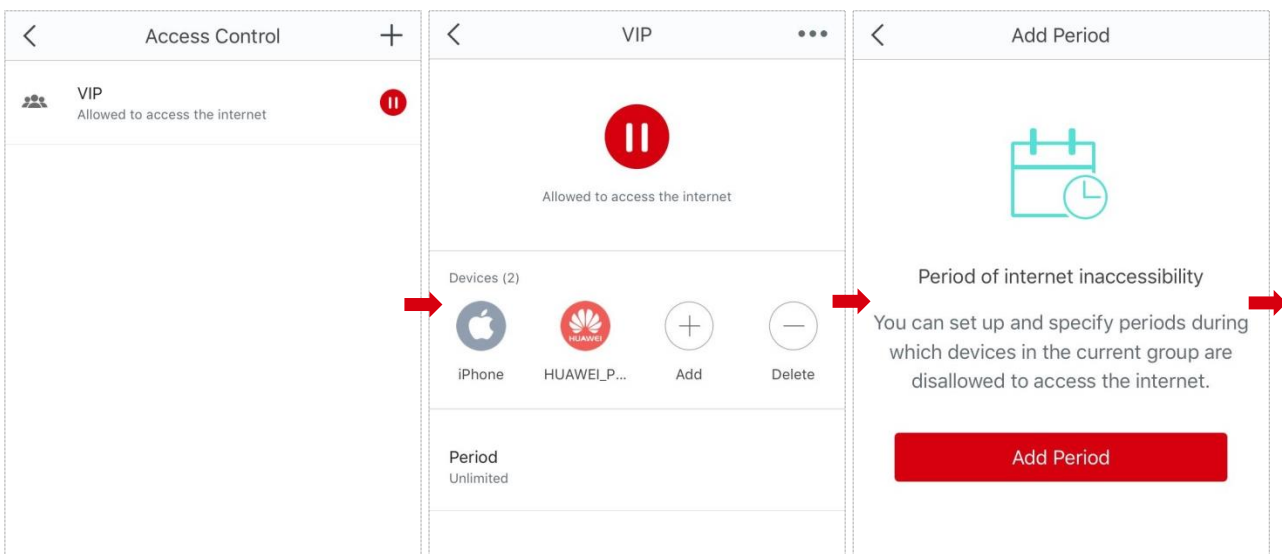 Access Control
VIP
Allowed to access the internet
VIP
Allowed to access the internet
Devices (2)
HUAWEI
iPhone
HUAWEI_P...
Add
Delete
Period
Unlimited
Add Period
Period of internet inaccessibility
You can set up and specify periods during
which devices in the current group are
disallowed to access the internet.
Add Period